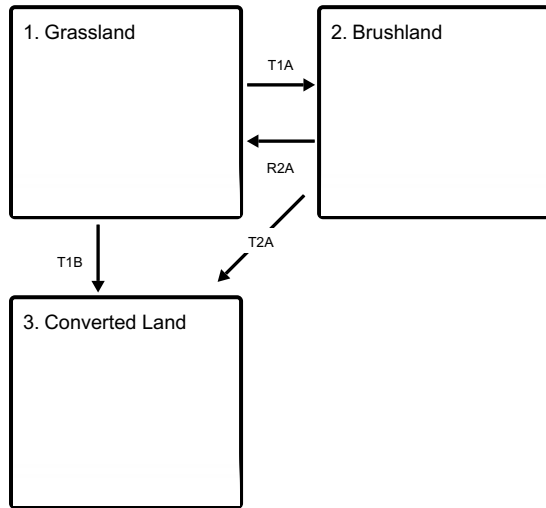 1. Grassland
2. Brushland
T1A
R2A
T1B
T2A
3. Converted Land